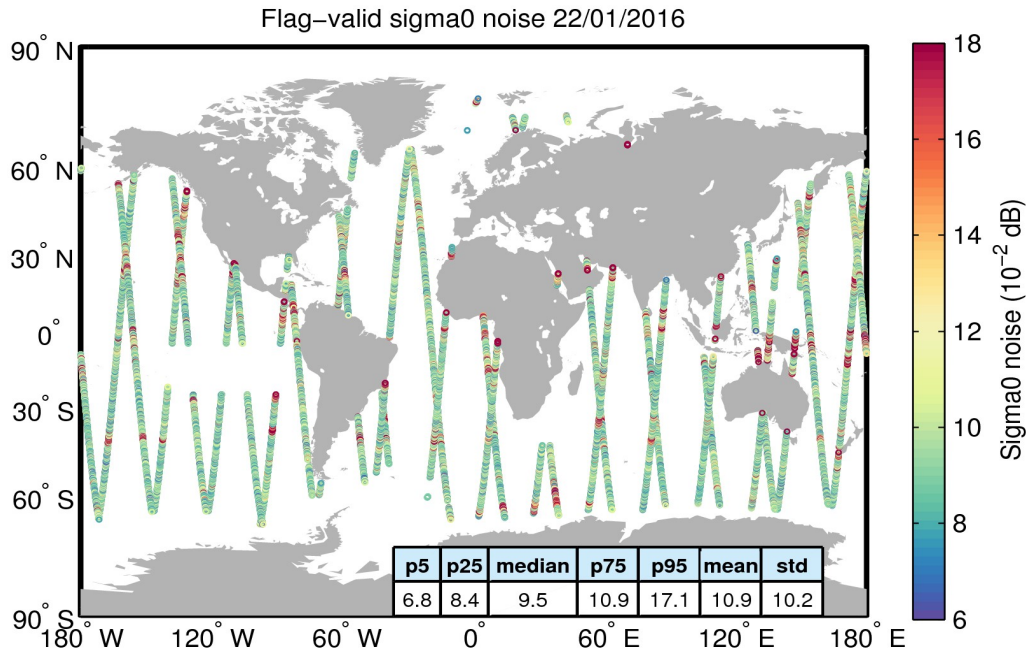 Flag−valid sigma0 noise 22/01/2016
90° N
60° N
30° N
0°
30° S
60° S
90° S
180° W
120° W
60° W
0°
60° E
120° E
180° E
p5 p25 median p75 p95 mean std
6.8 8.4 9.5 10.9 17.1 10.9 10.2
18
16
14
12
10
8
6
Sigma0 noise (10⁻² dB)